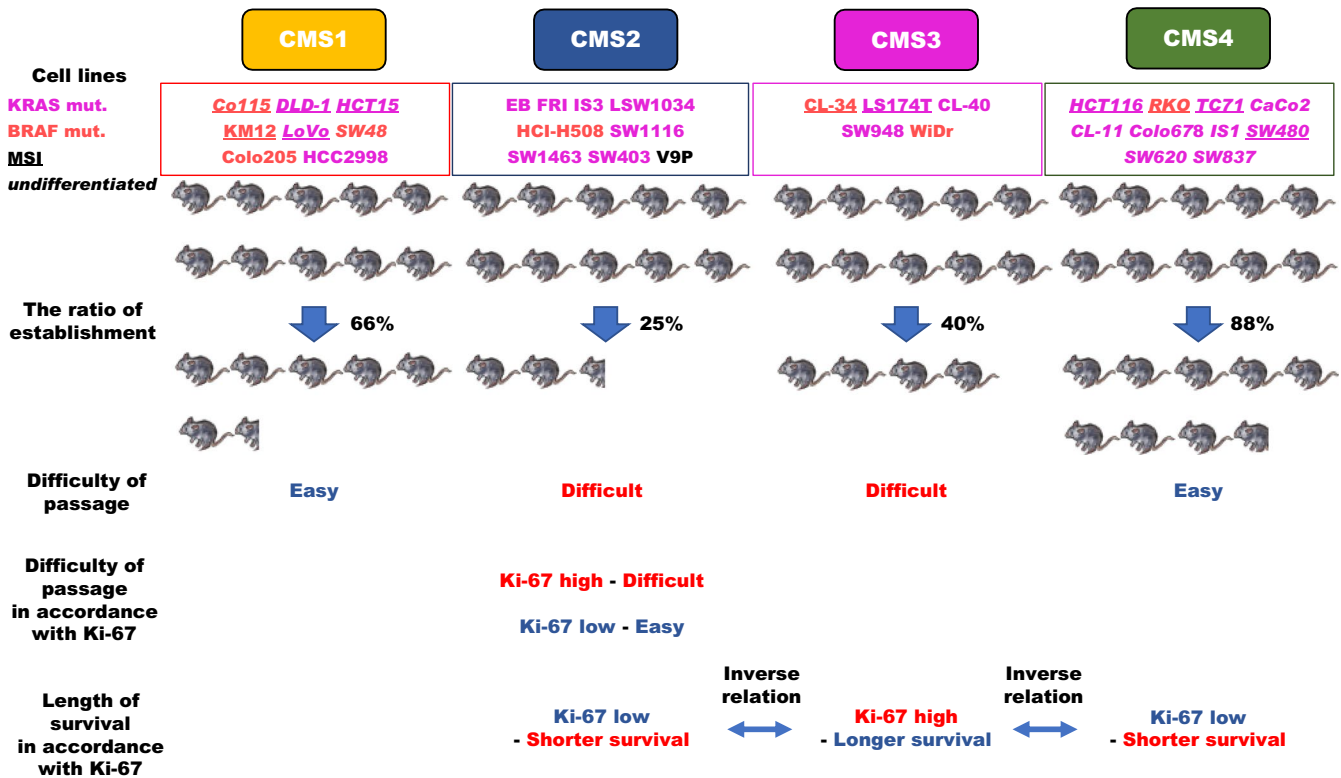 CMS1 CMS2 CMS3 CMS4
Cell lines
KRAS mut.
BRAF mut.
MSI
undifferentiated
Co115 DLD-1 HCT15
KM12 LoVo SW48
Colo205 HCC2998
EB FRI IS3 LSW1034
HCI-H508 SW1116
SW1463 SW403 V9P
CL-34 LS174T CL-40
SW948 WiDr
HCT116 RKO TC71 CaCo2
CL-11 Colo678 IS1 SW480
SW620 SW837
The ratio of
establishment
66% 25% 40% 88%
Difficulty of
passage
Easy Difficult Difficult Easy
Difficulty of
passage
in accordance
with Ki-67
Ki-67 high - Difficult
Ki-67 low - Easy
Length of
survival
in accordance
with Ki-67
Ki-67 low
- Shorter survival
Inverse
relation
Ki-67 high
- Longer survival
Inverse
relation
Ki-67 low
- Shorter survival